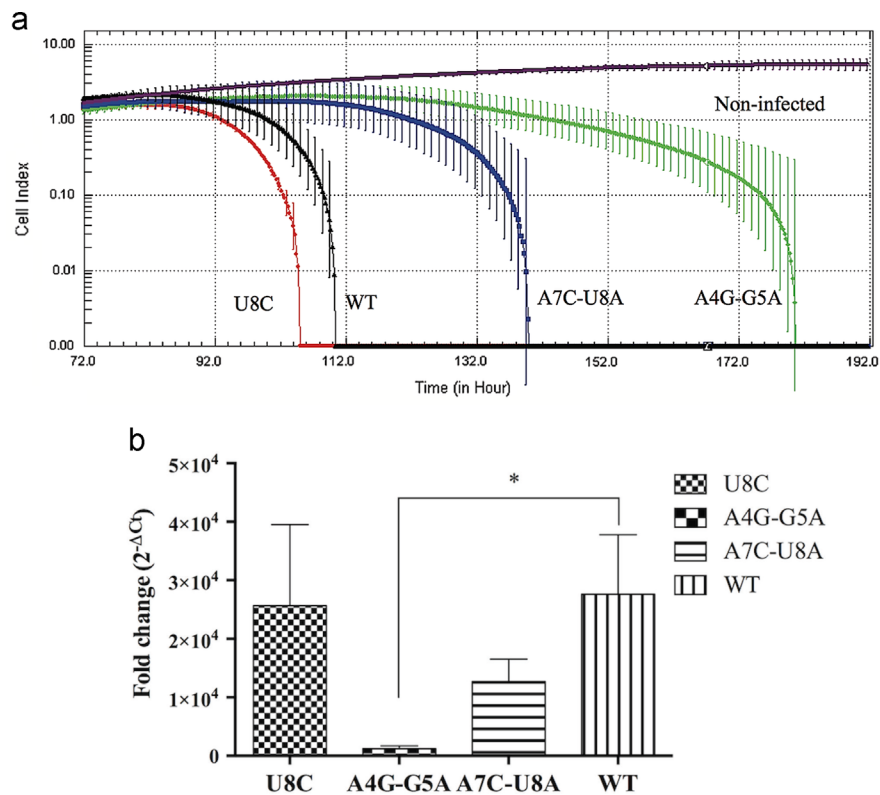 a
10.00
1.00
0.10
0.01
0.00
Cell Index
Non-infected
U8C
WT
A7C-U8A
A4G-G5A
72.0 92.0 112.0 132.0 152.0 172.0 192.0
Time (in Hour)
b
5×10⁴
4×10⁴
3×10⁴
2×10⁴
1×10⁴
0
Fold change (2⁻ΔCt)
*
U8C
A4G-G5A
A7C-U8A
WT
U8C A4G-G5A A7C-U8A WT